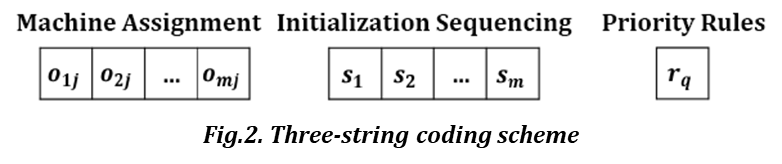 Machine Assignment Initialization Sequencing Priority Rules
o1j o2j ... omj s1 s2 ... sm rq
Fig.2. Three-string coding scheme